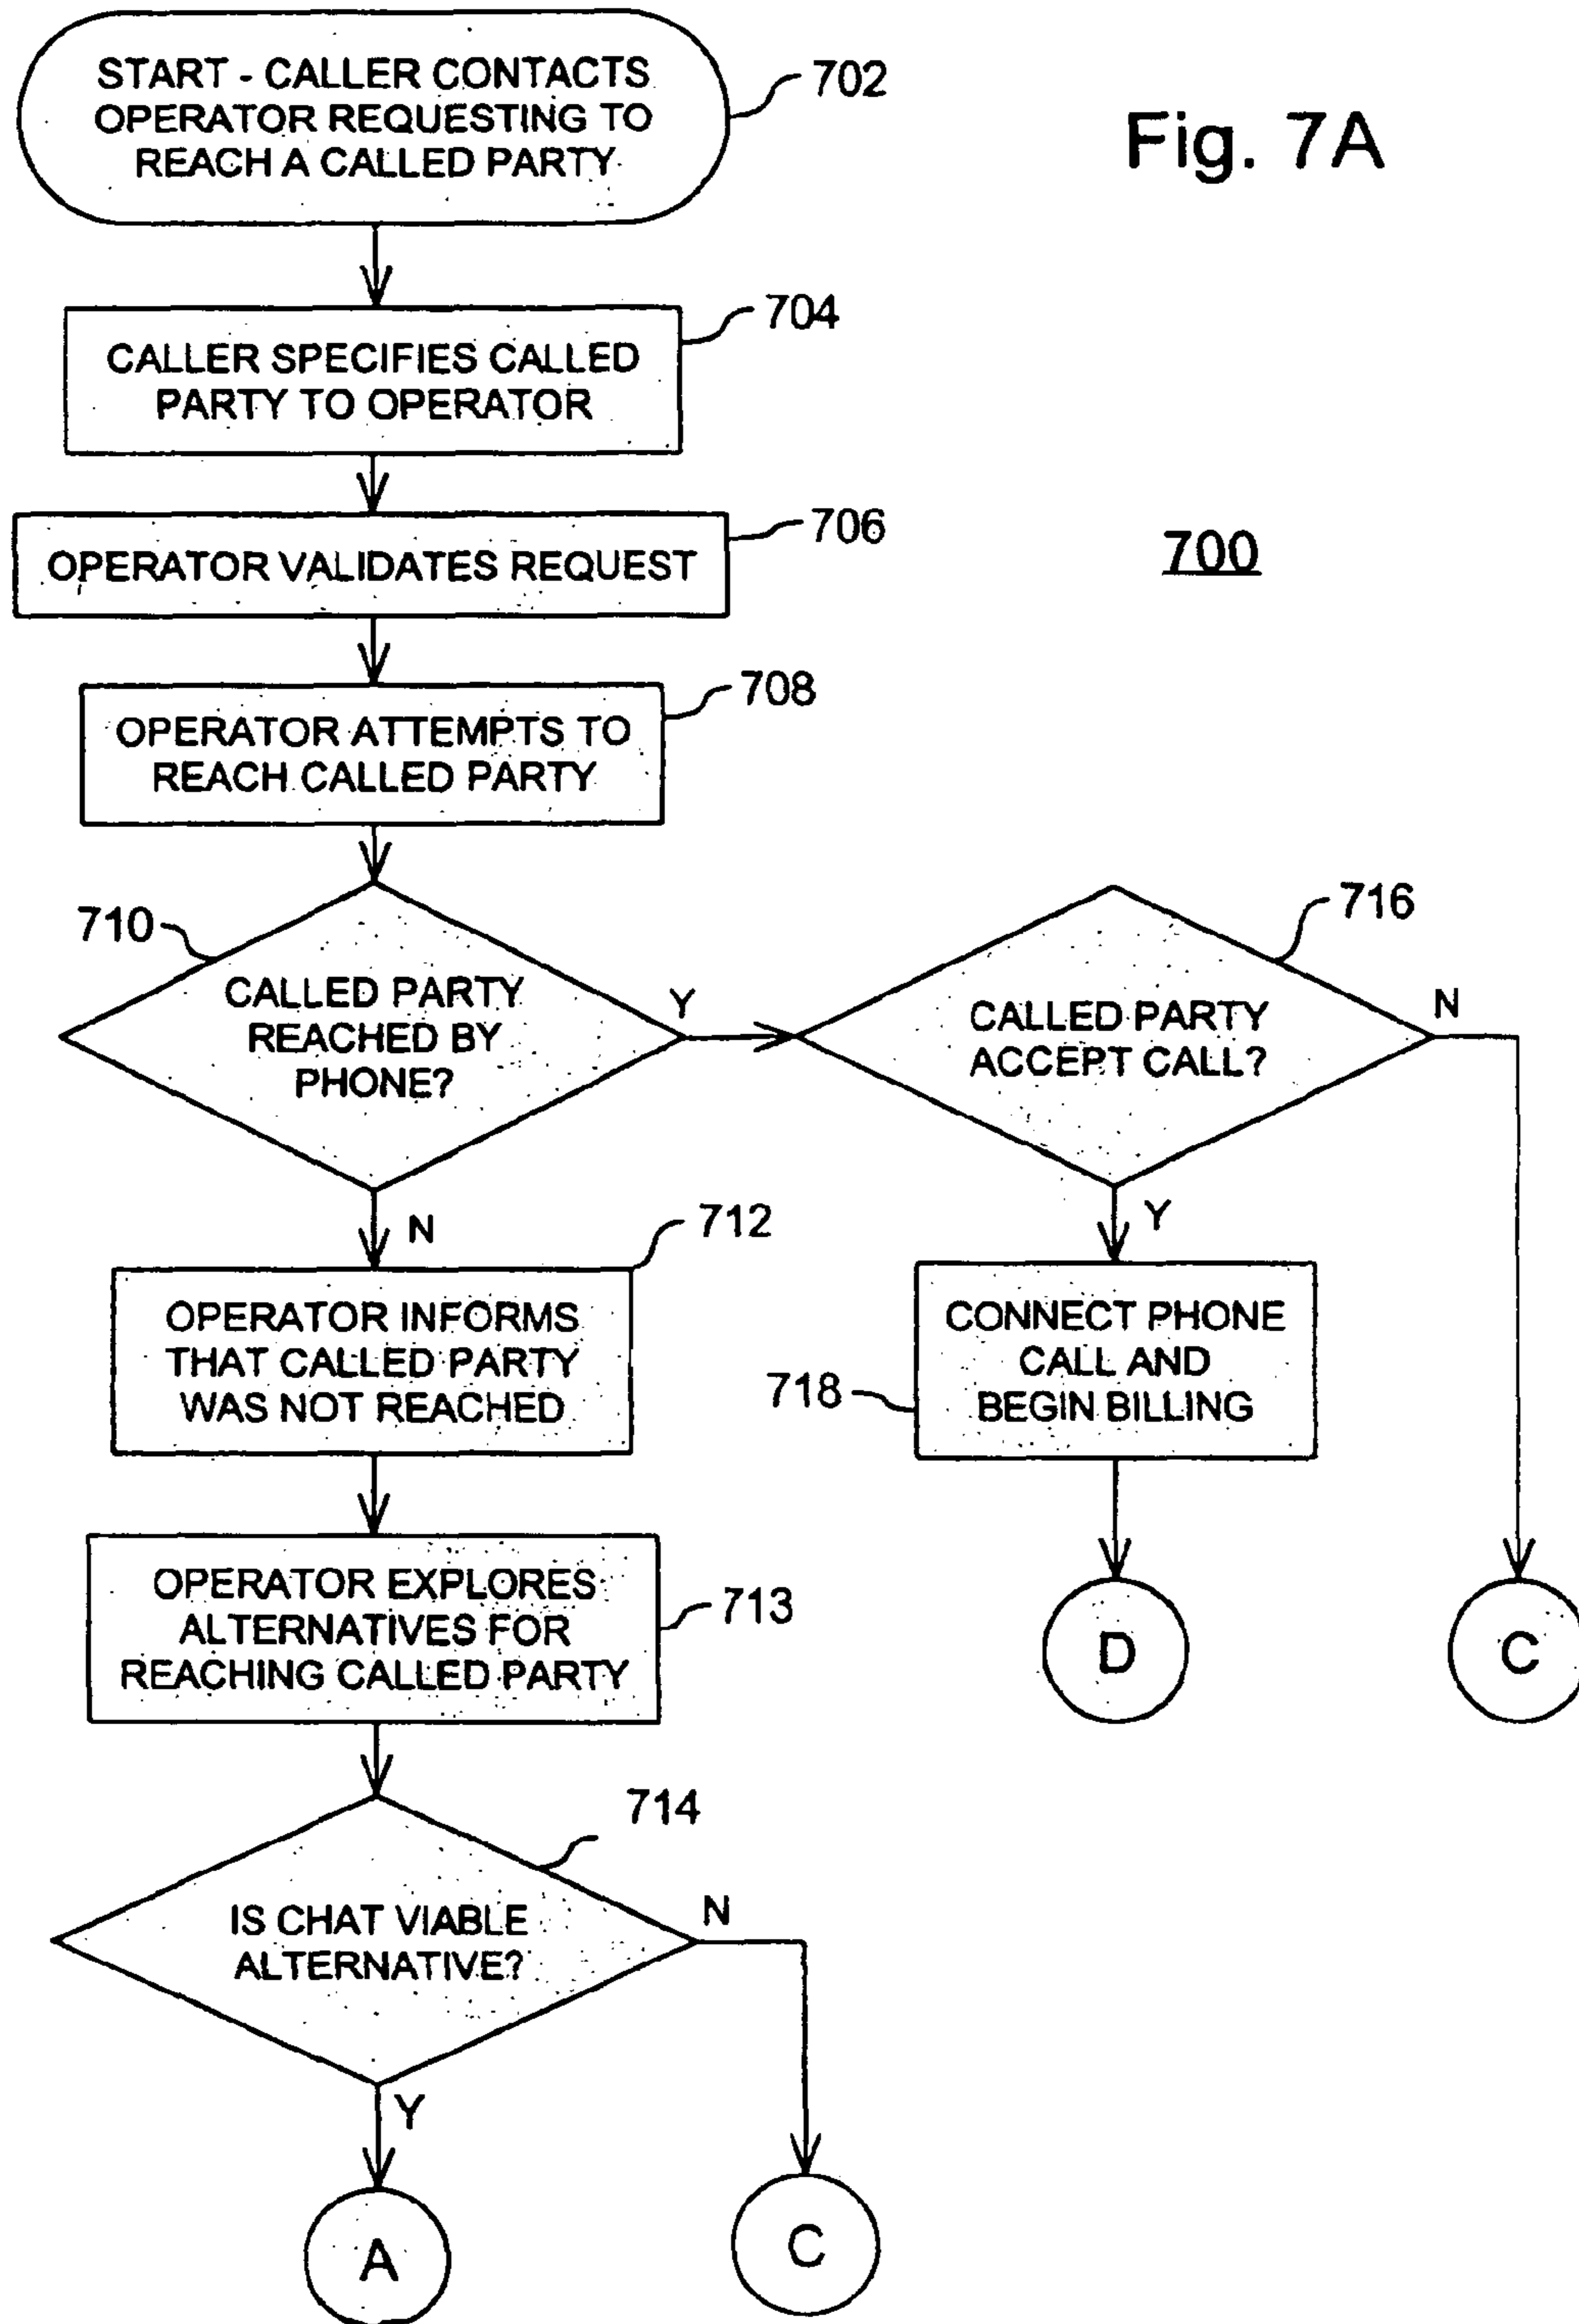 START - CALLER CONTACTS
OPERATOR REQUESTING TO
REACH A CALLED PARTY
702
Fig. 7A
704
CALLER SPECIFIES CALLED
PARTY TO OPERATOR
706
OPERATOR VALIDATES REQUEST
700
708
OPERATOR ATTEMPTS TO
REACH CALLED PARTY
710
CALLED PARTY
REACHED BY
PHONE?
Y
N
716
CALLED PARTY
ACCEPT CALL?
N
Y
712
OPERATOR INFORMS
THAT CALLED PARTY
WAS NOT REACHED
CONNECT PHONE
CALL AND
BEGIN BILLING
718
713
OPERATOR EXPLORES
ALTERNATIVES FOR
REACHING CALLED PARTY
D
C
714
IS CHAT VIABLE
ALTERNATIVE?
N
Y
A
C